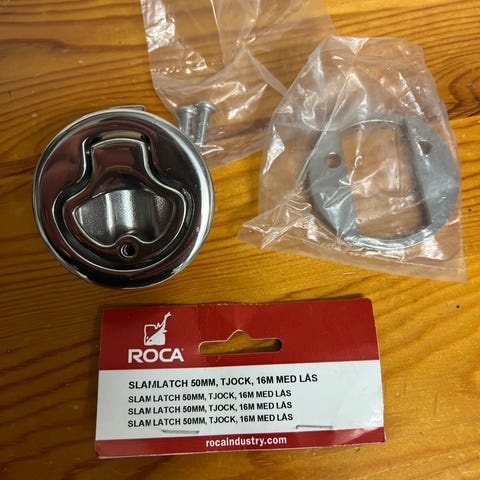 ROCA
SLAMLATCH 50MM, TJOCK, 16M MED LÅS
SLAM LATCH 50MM, TJOCK, 16M MED LÅS
SLAM LATCH 50MM, TJOCK, 16M MED LÅS
SLAM LATCH 50MM, TJOCK, 16M MED LÅS
rocaindustry.com